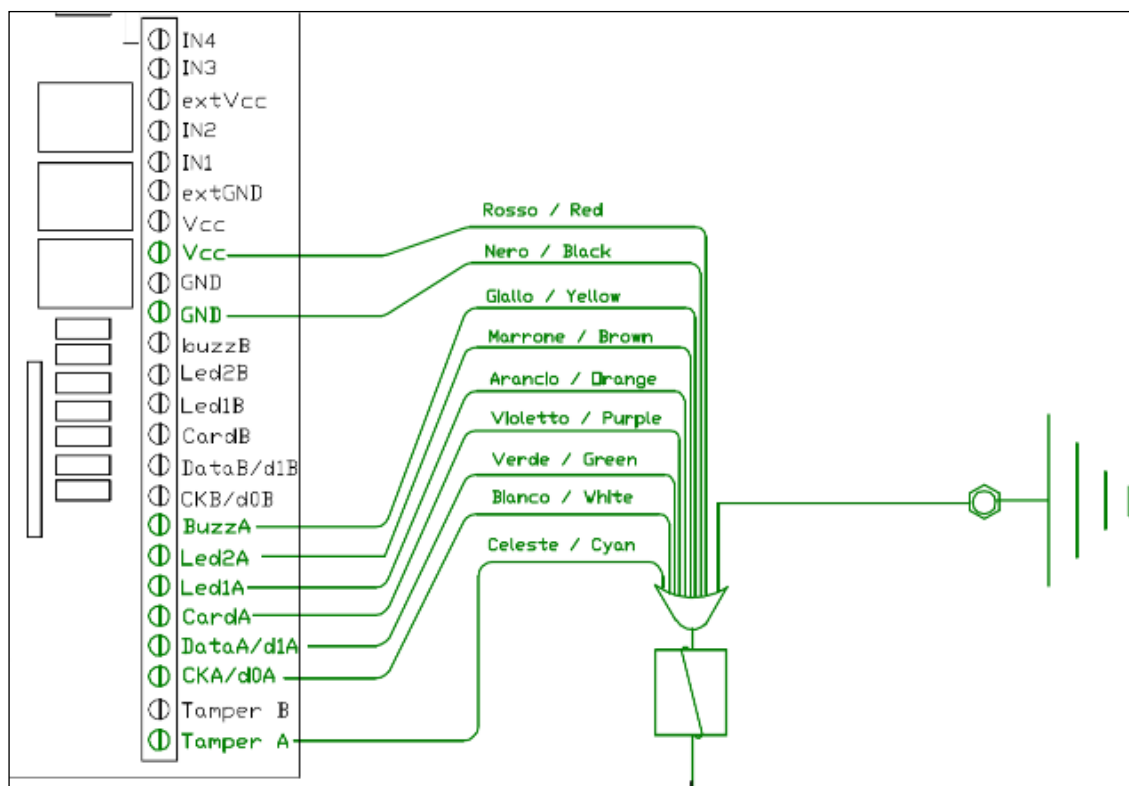 IN4
IN3
extVcc
IN2
IN1
extGND
Vcc
Vcc
GND
GND
buzzB
Led2B
Led1B
CardB
DataB/d1B
CKB/d0B
BuzzA
Led2A
Led1A
CardA
DataA/d1A
CKA/d0A
Tamper B
Tamper A
Rosso / Red
Nero / Black
Giallo / Yellow
Marrone / Brown
Arancio / Orange
Violetto / Purple
Verde / Green
Bianco / White
Celeste / Cyan